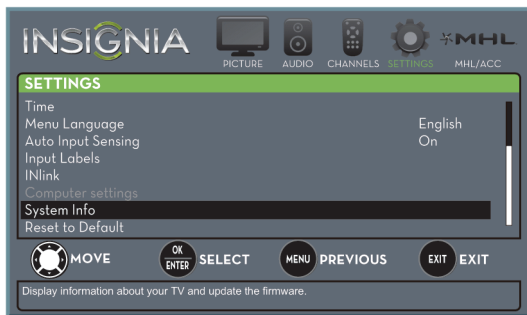 INSIGNIA
PICTURE AUDIO CHANNELS SETTINGS MHL MHL/ACC
SETTINGS
Time
Menu Language English
Auto Input Sensing On
Input Labels
INlink
Computer settings
System Info
Reset to Default
MOVE OK ENTER SELECT MENU PREVIOUS EXIT EXIT
Display information about your TV and update the firmware.